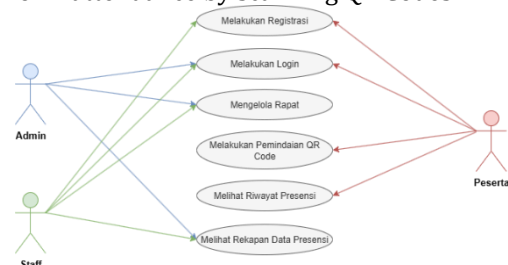 Melakukan Registrasi
Melakukan Login
Mengelola Rapat
Admin
Melakukan Pemindaian QR
Code
Peserta
Melihat Riwayat Presensi
Melihat Rekapan Data Presensi
Staff